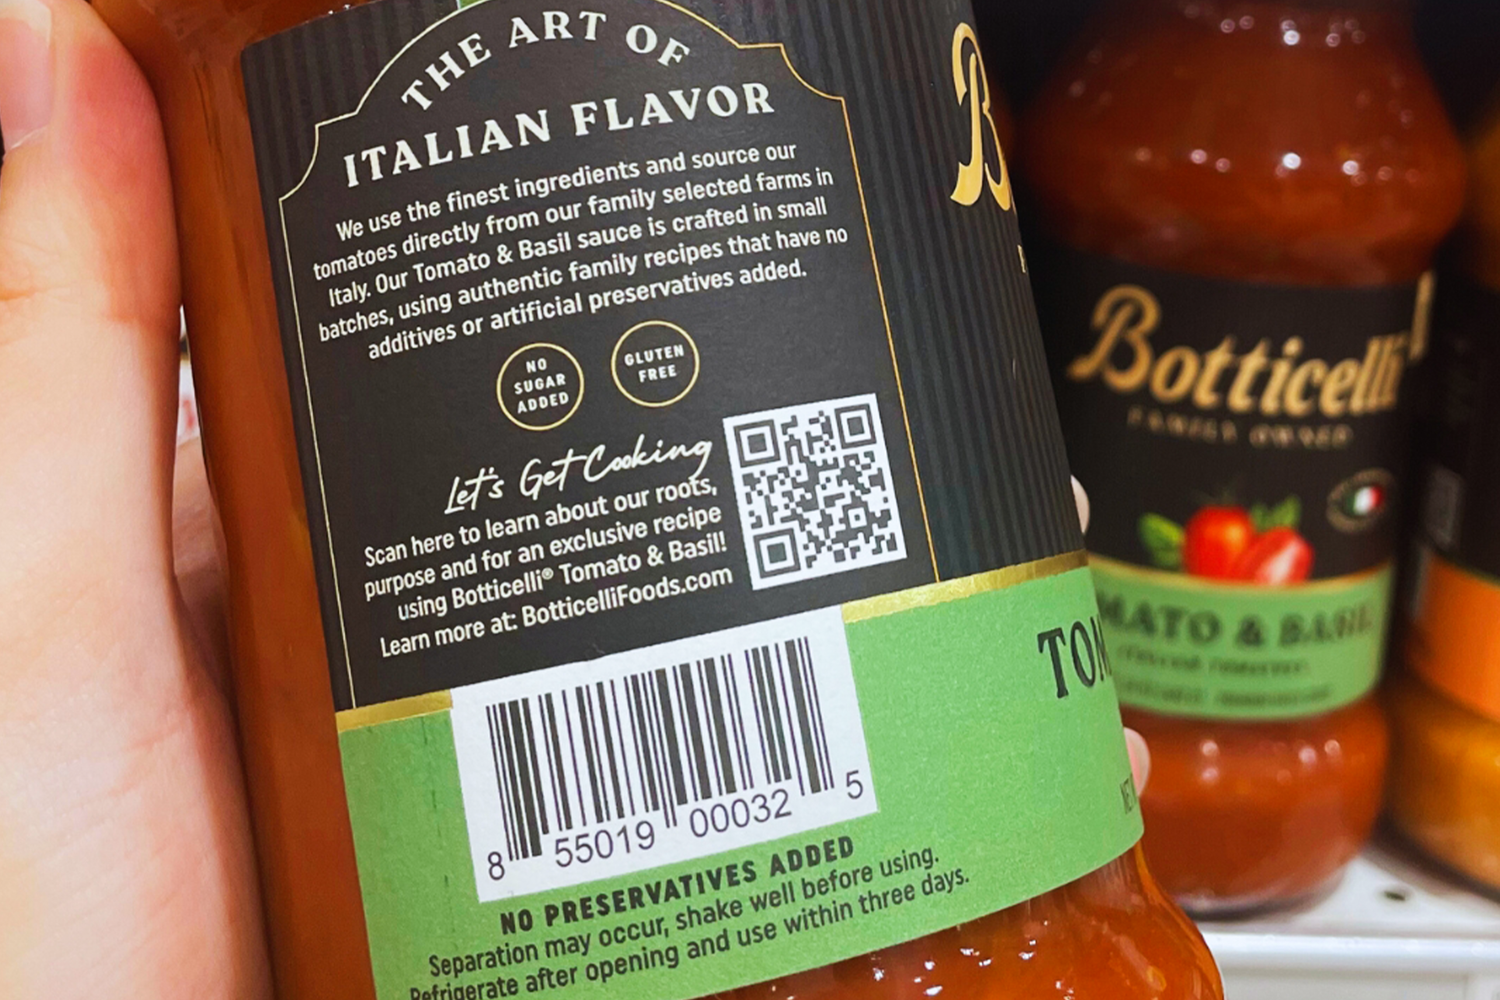 THE ART OF
ITALIAN FLAVOR
We use the finest ingredients and source our
tomatoes directly from our family selected farms in
Italy. Our Tomato & Basil sauce is crafted in small
batches, using authentic family recipes that have no
additives or artificial preservatives added.
NO
SUGAR
ADDED
GLUTEN
FREE
Let's Get Cooking
Scan here to learn about our roots,
purpose and for an exclusive recipe
using Botticelli® Tomato & Basil!
Learn more at: BotticelliFoods.com
8 55019 00032 5
NO PRESERVATIVES ADDED
Separation may occur, shake well before using.
Refrigerate after opening and use within three days.
B
TOM
Botticelli
FAMILY OWNED
MATO & BASIL